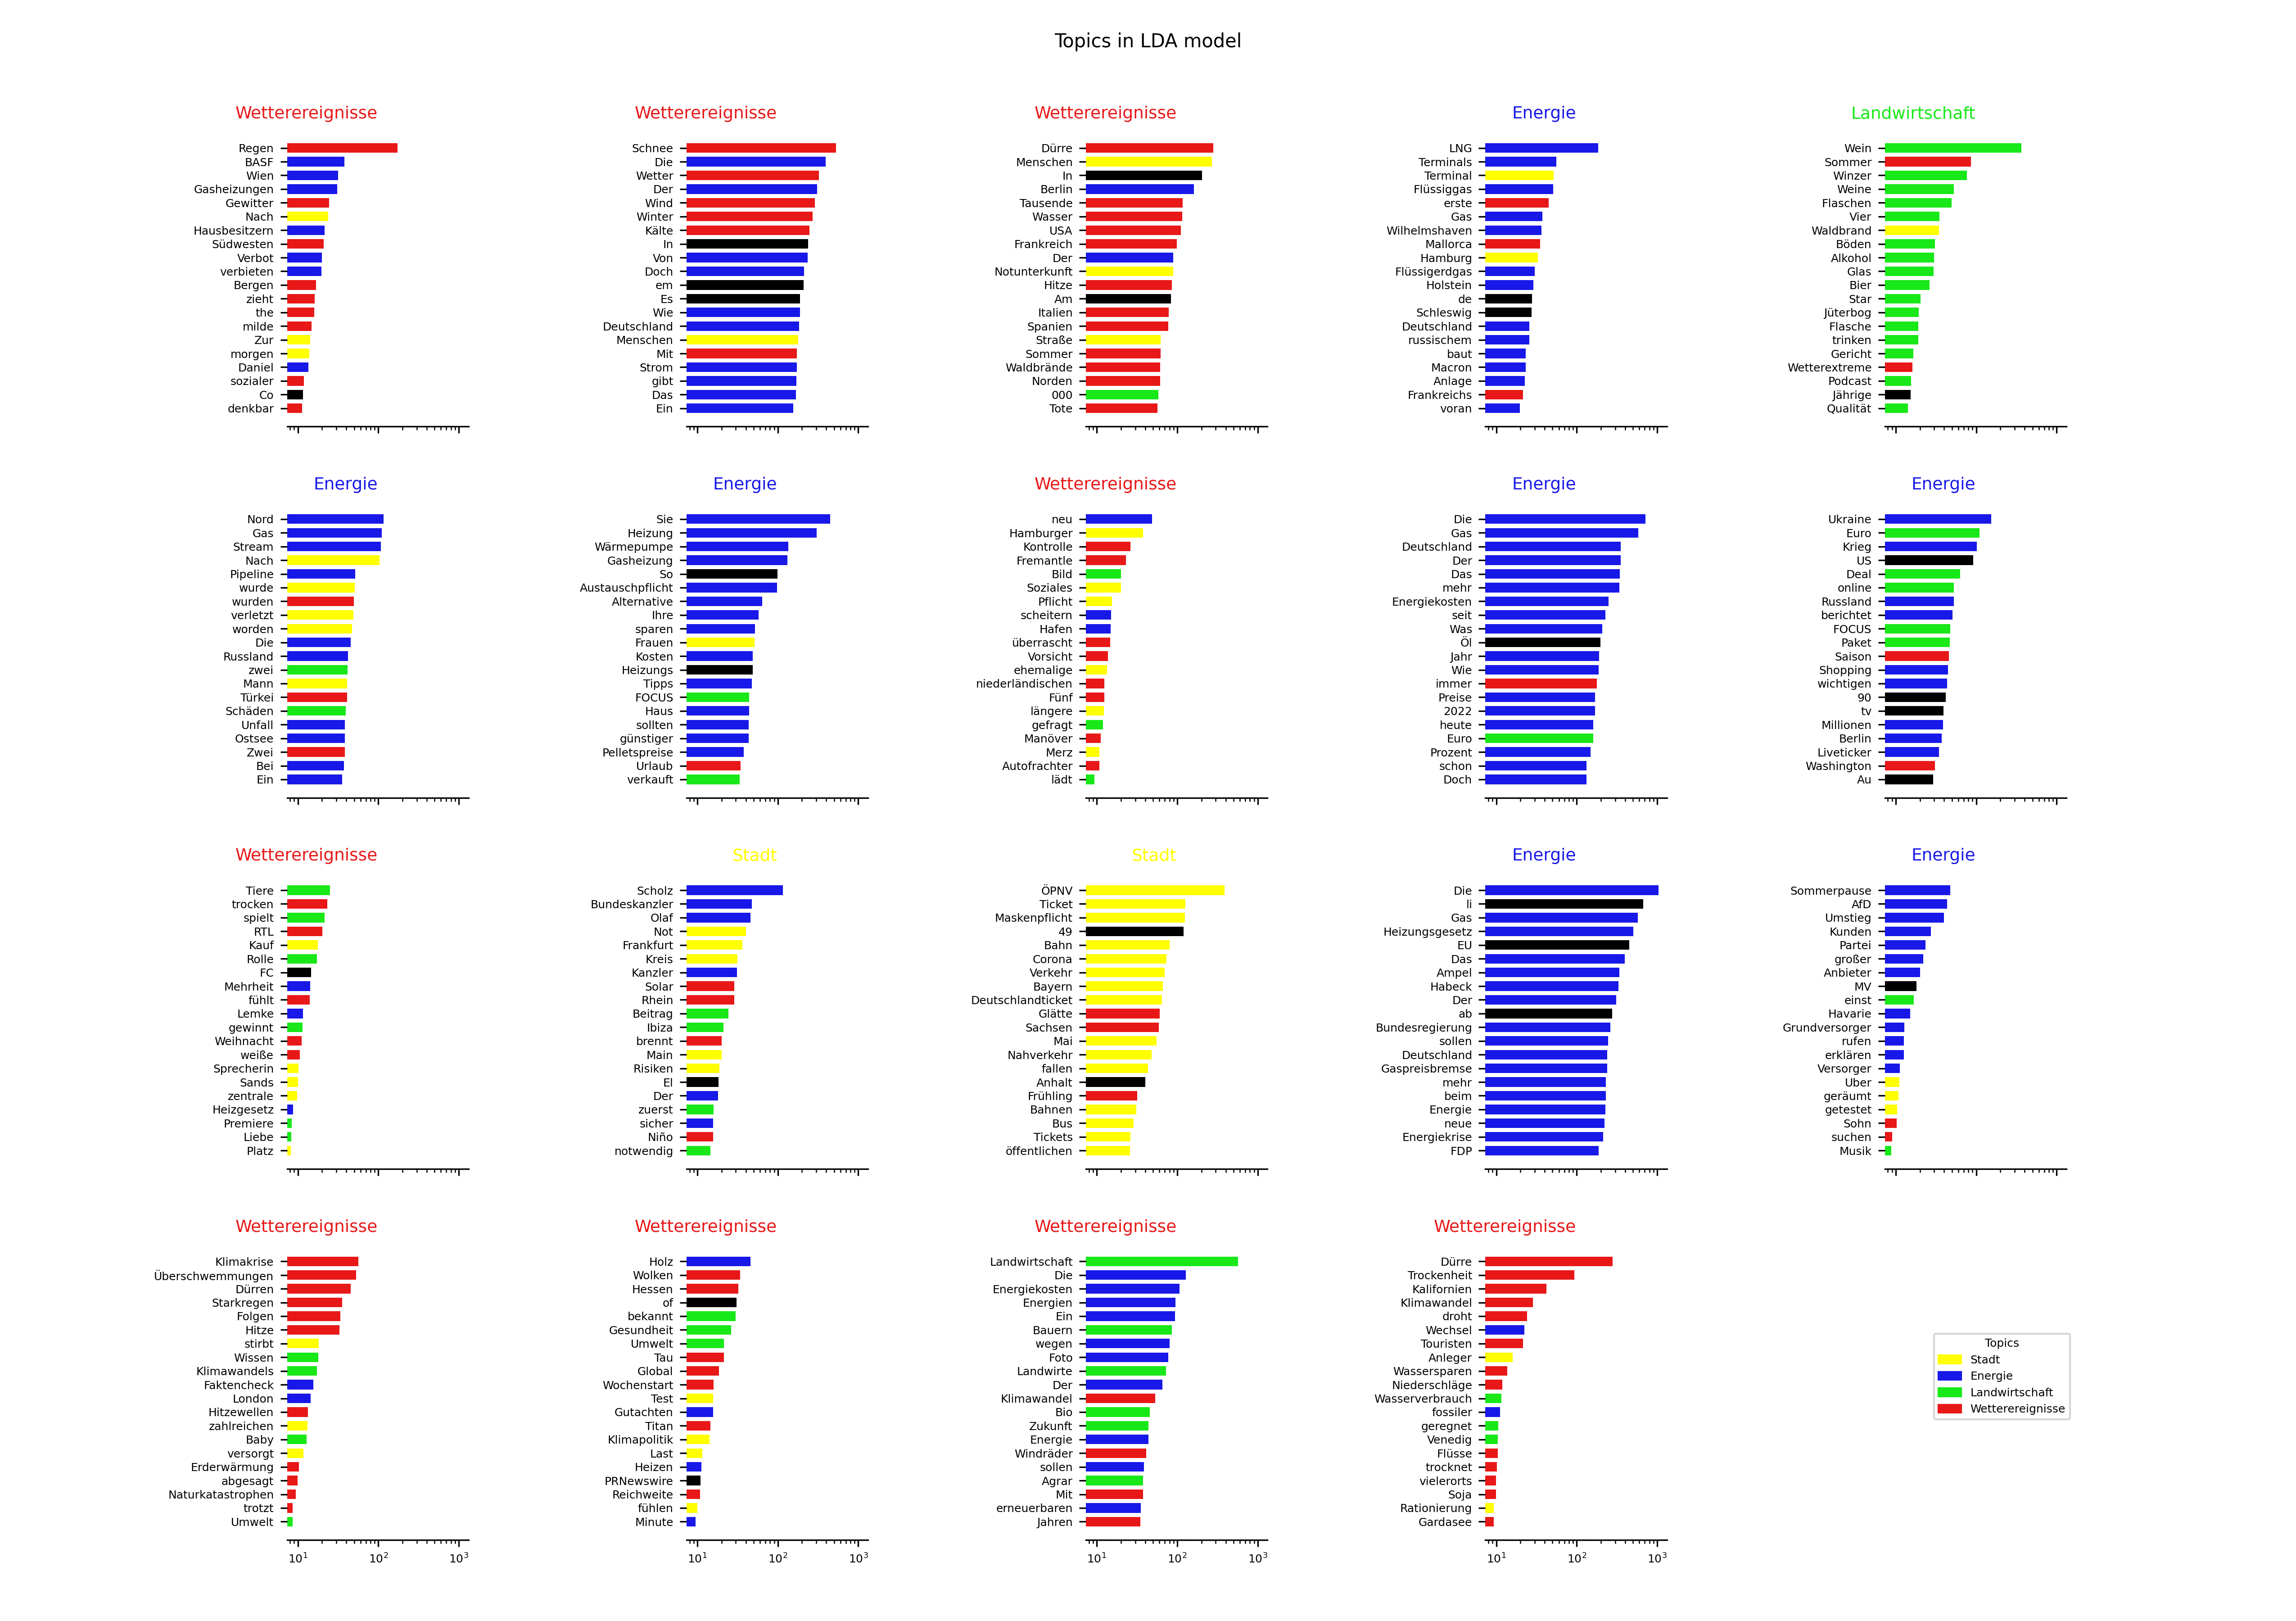 Topics in LDA model
Wetterereignisse
Regen
BASF
Wien
Gasheizungen
Gewitter
Nach
Hausbesitzern
Südwesten
Verbot
verbieten
Bergen
zieht
the
milde
Zur
morgen
Daniel
sozialer
Co
denkbar
Wetterereignisse
Schnee
Die
Wetter
Der
Wind
Winter
Kälte
In
Von
Doch
em
Es
Wie
Deutschland
Menschen
Mit
Strom
gibt
Das
Ein
Wetterereignisse
Dürre
Menschen
In
Berlin
Tausende
Wasser
USA
Frankreich
Der
Notunterkunft
Hitze
Am
Italien
Spanien
Straße
Sommer
Waldbrände
Norden
000
Tote
Energie
LNG
Terminals
Terminal
Flüssiggas
erste
Gas
Wilhelmshaven
Mallorca
Hamburg
Flüssigerdgas
Holstein
de
Schleswig
Deutschland
russischem
baut
Macron
Anlage
Frankreichs
voran
Landwirtschaft
Wein
Sommer
Winzer
Weine
Flaschen
Vier
Waldbrand
Böden
Alkohol
Glas
Bier
Star
Jüterbog
Flasche
trinken
Gericht
Wetterextreme
Podcast
Jährige
Qualität
Energie
Nord
Gas
Stream
Nach
Pipeline
wurde
wurden
verletzt
worden
Die
Russland
zwei
Mann
Türkei
Schäden
Unfall
Ostsee
Zwei
Bei
Ein
Energie
Sie
Heizung
Wärmepumpe
Gasheizung
So
Austauschpflicht
Alternative
Ihre
sparen
Frauen
Kosten
Heizungs
Tipps
FOCUS
Haus
sollten
günstiger
Pelletspreise
Urlaub
verkauft
Wetterereignisse
neu
Hamburger
Kontrolle
Fremantle
Bild
Soziales
Pflicht
scheitern
Hafen
überrascht
Vorsicht
ehemalige
niederländischen
Fünf
längere
gefragt
Manöver
Merz
Autofrachter
lädt
Energie
Die
Gas
Deutschland
Der
Das
mehr
Energiekosten
seit
Was
Öl
Jahr
Wie
immer
Preise
2022
heute
Euro
Prozent
schon
Doch
Energie
Ukraine
Euro
Krieg
US
Deal
online
Russland
berichtet
FOCUS
Paket
Saison
Shopping
wichtigen
90
tv
Millionen
Berlin
Liveticker
Washington
Au
Wetterereignisse
Tiere
trocken
spielt
RTL
Kauf
Rolle
FC
Mehrheit
fühlt
Lemke
gewinnt
Weihnacht
weiße
Sprecherin
Sands
zentrale
Heizgesetz
Premiere
Liebe
Platz
Stadt
Scholz
Bundeskanzler
Olaf
Not
Frankfurt
Kreis
Kanzler
Solar
Rhein
Beitrag
Ibiza
brennt
Main
Risiken
El
Der
zuerst
sicher
Niño
notwendig
Stadt
ÖPNV
Ticket
Maskenpflicht
49
Bahn
Corona
Verkehr
Bayern
Deutschlandticket
Glätte
Sachsen
Mai
Nahverkehr
fallen
Anhalt
Frühling
Bahnen
Bus
Tickets
öffentlichen
Energie
Die
li
Gas
Heizungsgesetz
EU
Das
Ampel
Habeck
Der
ab
Bundesregierung
sollen
Deutschland
Gaspreisbremse
mehr
beim
Energie
neue
Energiekrise
FDP
Energie
Sommerpause
AfD
Umstieg
Kunden
Partei
großer
Anbieter
MV
einst
Havarie
Grundversorger
rufen
erklären
Versorger
Uber
geräumt
getestet
Sohn
suchen
Musik
Wetterereignisse
Klimakrise
Überschwemmungen
Dürren
Starkregen
Folgen
Hitze
stirbt
Wissen
Klimawandels
Faktencheck
London
Hitzewellen
zahlreichen
Baby
versorgt
Erderwärmung
abgesagt
Naturkatastrophen
trotzt
Umwelt
10¹ 10² 10³
Wetterereignisse
Holz
Wolken
Hessen
of
bekannt
Gesundheit
Umwelt
Tau
Global
Wochenstart
Test
Gutachten
Titan
Klimapolitik
Last
Heizen
PRNewswire
Reichweite
fühlen
Minute
10¹ 10² 10³
Wetterereignisse
Landwirtschaft
Die
Energiekosten
Energien
Ein
Bauern
wegen
Foto
Landwirte
Der
Klimawandel
Bio
Zukunft
Energie
Windräder
sollen
Agrar
Mit
erneuerbaren
Jahren
10¹ 10² 10³
Wetterereignisse
Dürre
Trockenheit
Kalifornien
Klimawandel
droht
Wechsel
Touristen
Anleger
Wassersparen
Niederschläge
Wasserverbrauch
fossiler
geregnet
Venedig
Flüsse
trocknet
vielerorts
Soja
Rationierung
Gardasee
10¹ 10² 10³
Topics
Stadt
Energie
Landwirtschaft
Wetterereignisse